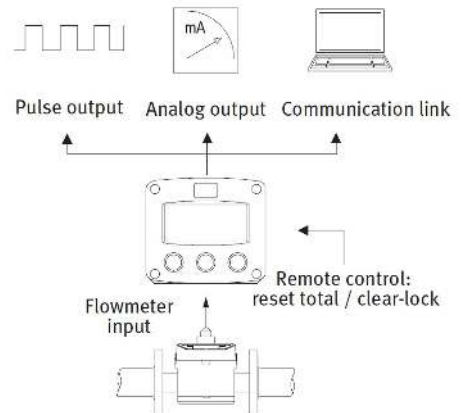 mA
Pulse output
Analog output
Communication link
Remote control:
reset total / clear-lock
Flowmeter
input